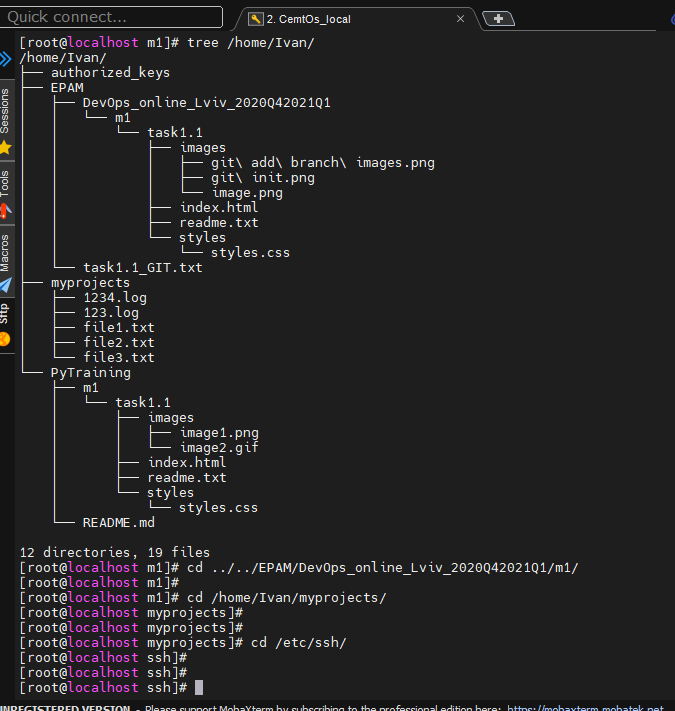 Quick connect...
2. CemtOs_local
Sessions
Tools
Macros
Sftp
[root@localhost m1]# tree /home/Ivan/
/home/Ivan/
├── authorized_keys
├── EPAM
│   ├── DevOps_online_Lviv_2020Q42021Q1
│   │   └── m1
│   │       └── task1.1
│   │           ├── images
│   │           │   ├── git\ add\ branch\ images.png
│   │           │   ├── git\ init.png
│   │           │   └── image.png
│   │           ├── index.html
│   │           ├── readme.txt
│   │           └── styles
│   │               └── styles.css
│   └── task1.1_GIT.txt
├── myprojects
│   ├── 1234.log
│   ├── 123.log
│   ├── file1.txt
│   ├── file2.txt
│   └── file3.txt
└── PyTraining
    ├── m1
    │   └── task1.1
    │       ├── images
    │       │   ├── image1.png
    │       │   └── image2.gif
    │       ├── index.html
    │       ├── readme.txt
    │       └── styles
    │           └── styles.css
    └── README.md
12 directories, 19 files
[root@localhost m1]# cd ../../EPAM/DevOps_online_Lviv_2020Q42021Q1/m1/
[root@localhost m1]#
[root@localhost m1]# cd /home/Ivan/myprojects/
[root@localhost myprojects]#
[root@localhost myprojects]#
[root@localhost myprojects]# cd /etc/ssh/
[root@localhost ssh]#
[root@localhost ssh]#
[root@localhost ssh]#
UNREGISTERED VERSION - Please support MobaXterm by subscribing to the professional edition here: https://mobaxterm.mobatek.net